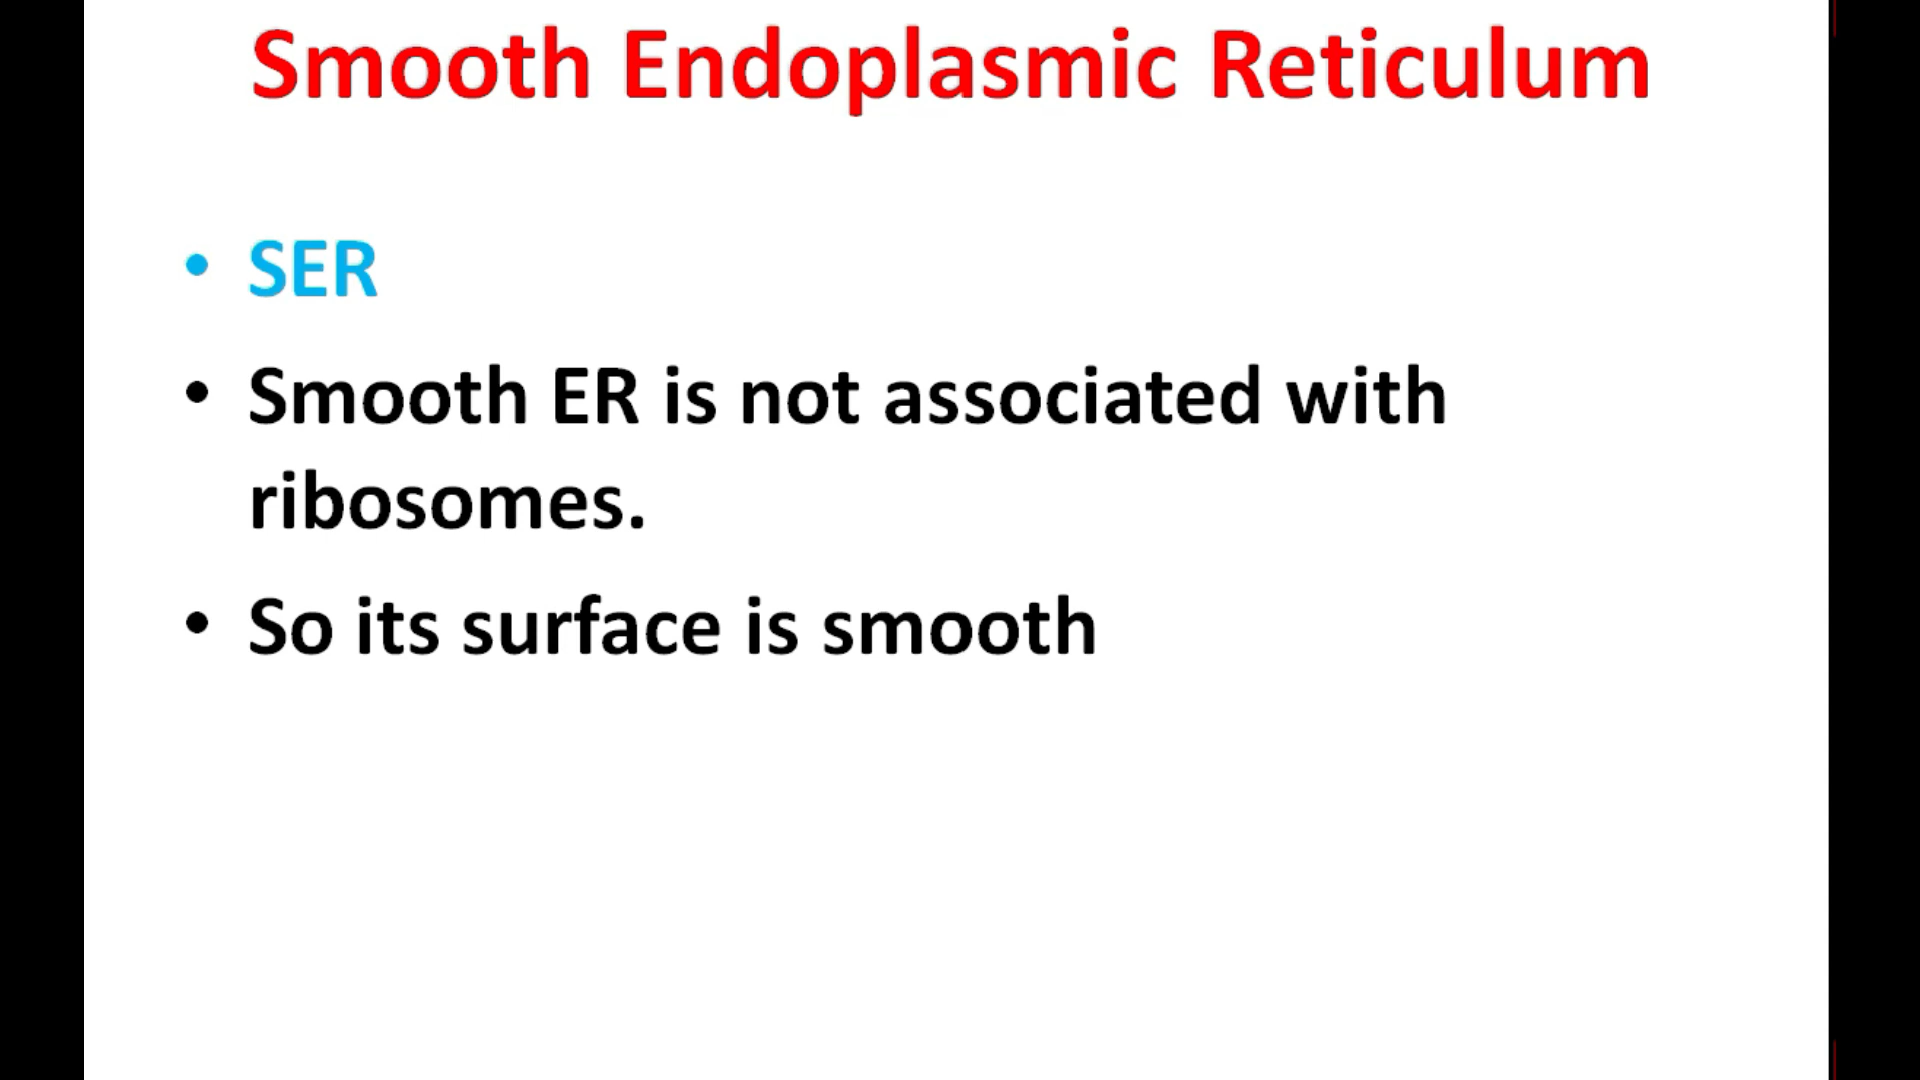 Smooth Endoplasmic Reticulum
• SER
• Smooth ER is not associated with
ribosomes.
• So its surface is smooth